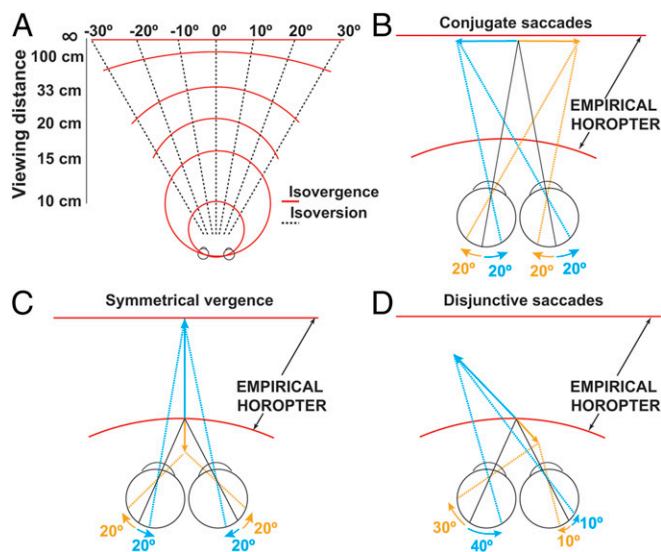 A
∞ -30º -20º -10º 0º 10º 20º 30º
100 cm
33 cm
20 cm
15 cm
10 cm
Viewing distance
Isovergence
Isoversion
B
Conjugate saccades
EMPIRICAL
HOROPTER
20º 20º 20º 20º
C
Symmetrical vergence
EMPIRICAL
HOROPTER
20º 20º 20º 20º
D
Disjunctive saccades
EMPIRICAL
HOROPTER
30º 40º 10º 10º